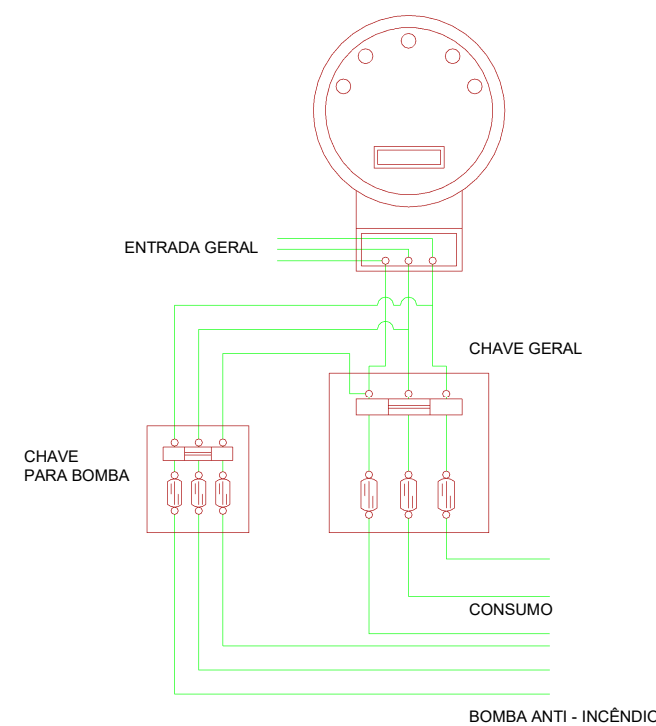 ENTRADA GERAL
CHAVE GERAL
CHAVE
PARA BOMBA
CONSUMO
BOMBA ANTI - INCÊNDIO